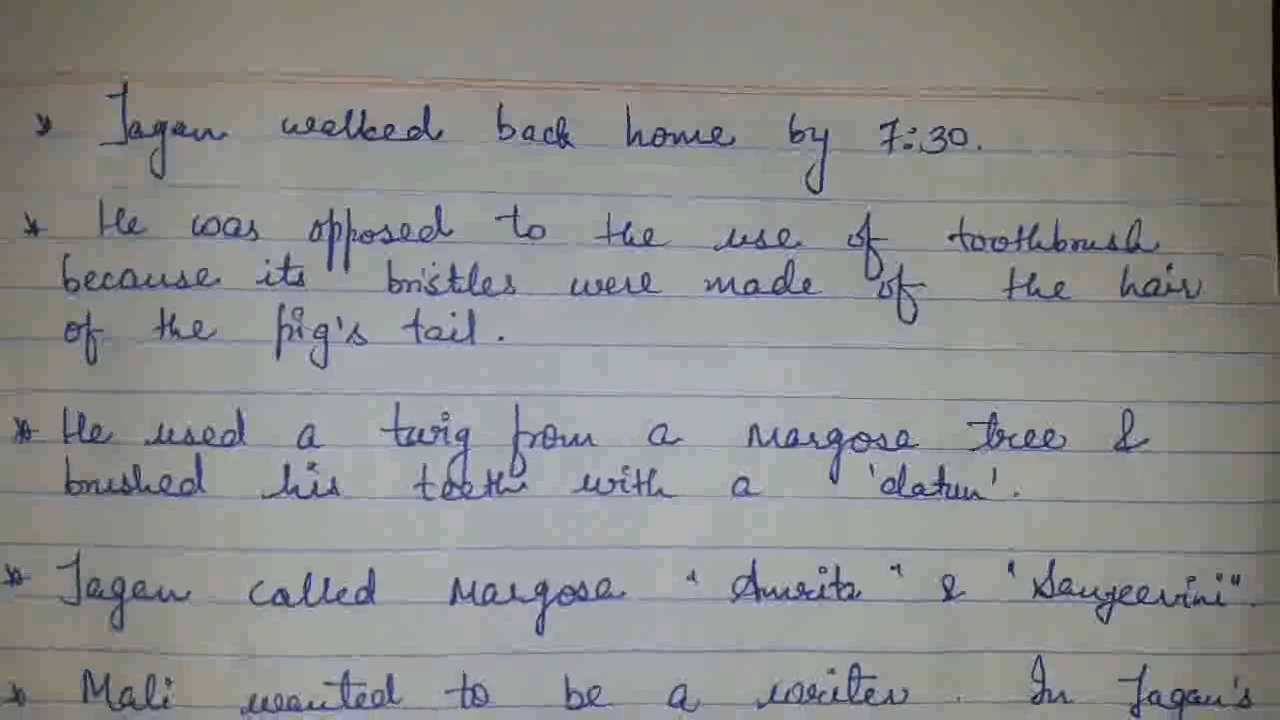 * Jagan walked back home by 7:30.
* He was opposed to the use of toothbrush
because its bristles were made of the hair
of the pig's tail.
* He used a twig from a Margosa tree &
brushed his teeth with a 'datun'.
* Jagan called Margosa "Amrita" & "Sanjeevini"
* Mali wanted to be a writer. In Jagan's